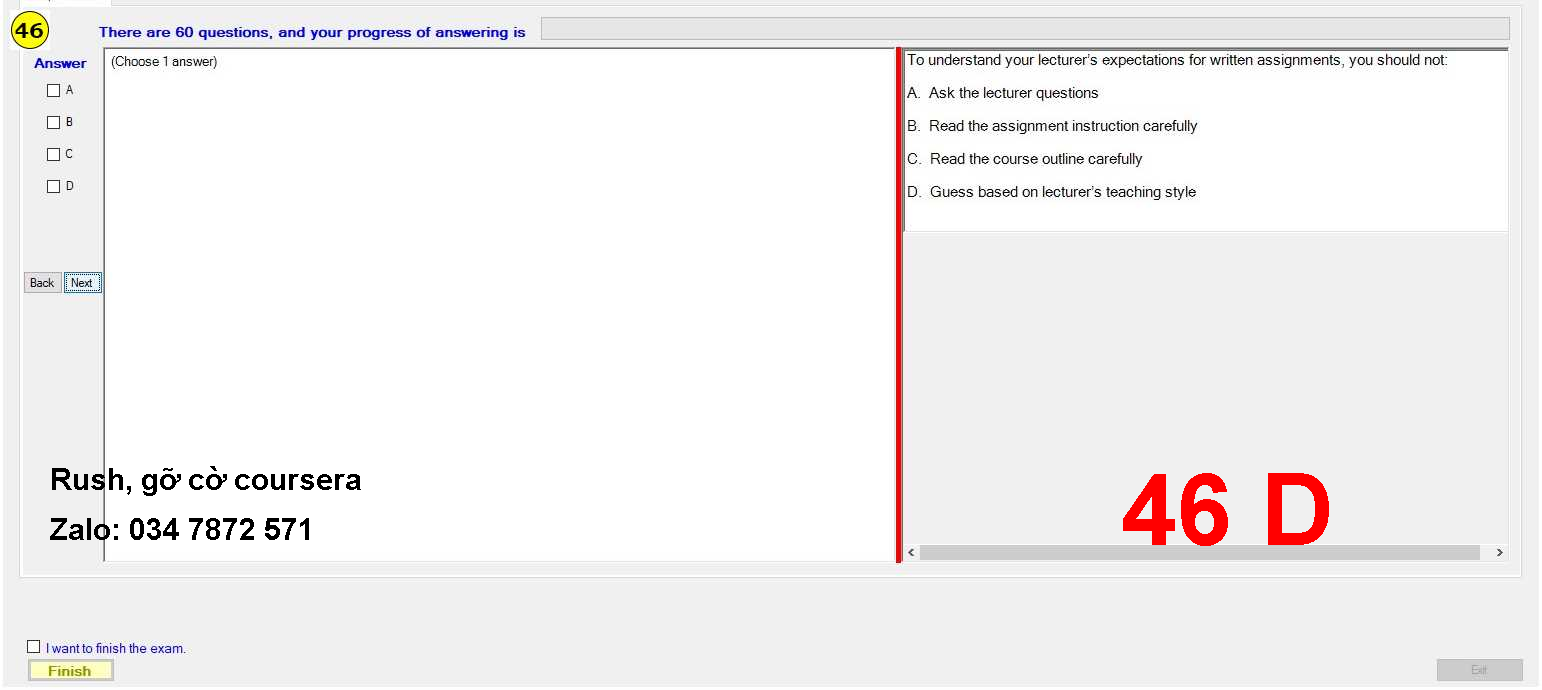 46
There are 60 questions, and your progress of answering is
Answer
(Choose 1 answer)
A
B
C
D
Back
Next
To understand your lecturer's expectations for written assignments, you should not:
A. Ask the lecturer questions
B. Read the assignment instruction carefully
C. Read the course outline carefully
D. Guess based on lecturer's teaching style
Rush, gỡ cờ coursera
Zalo: 034 7872 571
46 D
I want to finish the exam.
Finish
Exit